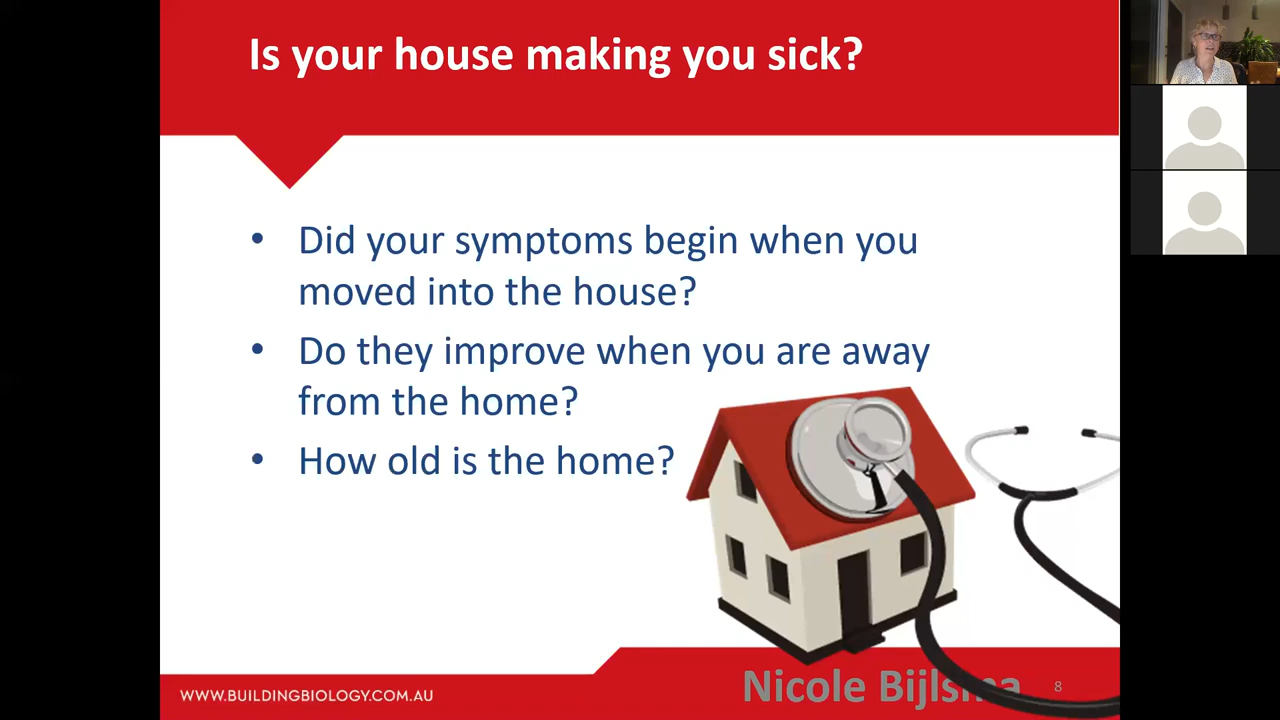 Is your house making you sick?
• Did your symptoms begin when you
moved into the house?
• Do they improve when you are away
from the home?
• How old is the home?
WWW.BUILDINGBIOLOGY.COM.AU
Nicole Bijlsma
8